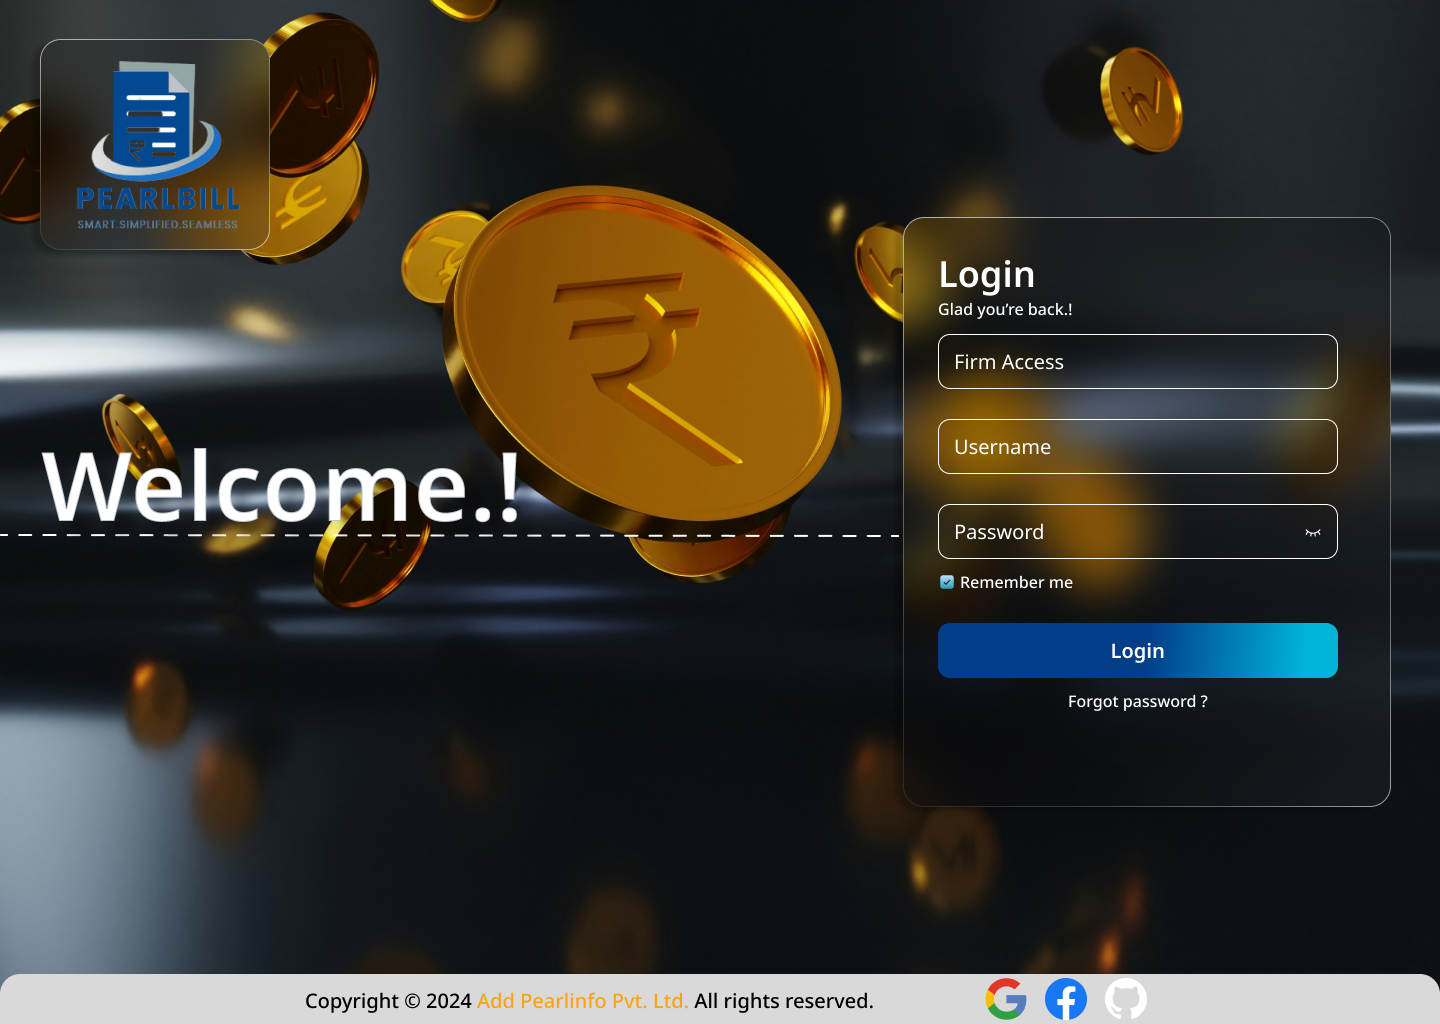 PEARLBILL
SMART.SIMPLIFIED.SEAMLESS
Welcome.!
Login
Glad you’re back.!
Firm Access
Username
Password
Remember me
Login
Forgot password ?
Copyright © 2024 Add Pearlinfo Pvt. Ltd. All rights reserved.